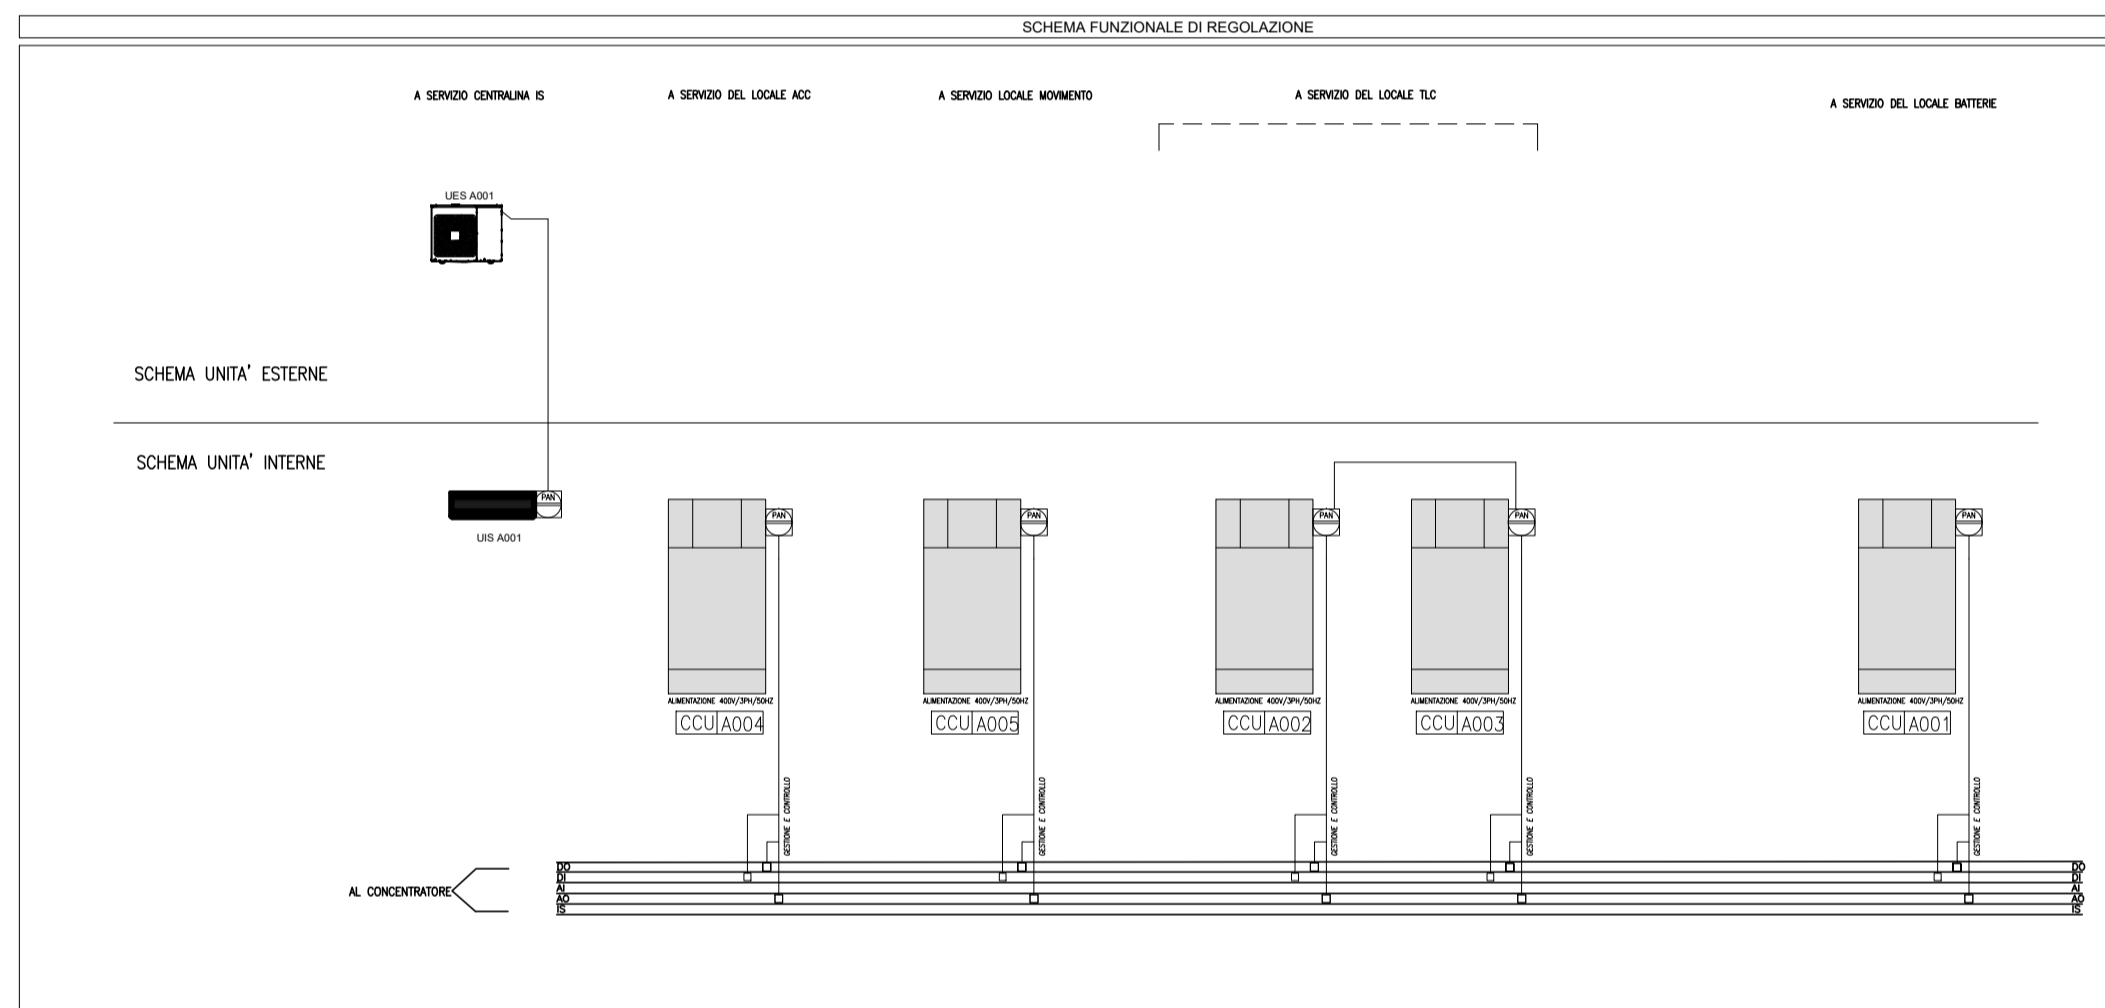 SCHEMA FUNZIONALE DI REGOLAZIONE
A SERVIZIO CENTRALINA IS
A SERVIZIO DEL LOCALE ACC
A SERVIZIO LOCALE MOVIMENTO
A SERVIZIO DEL LOCALE TLC
A SERVIZIO DEL LOCALE BATTERIE
UES A001
SCHEMA UNITA' ESTERNE
SCHEMA UNITA' INTERNE
PAN
UIS A001
PAN
PAN
PAN
PAN
PAN
ALIMENTAZIONE 400V/3PH/50HZ
ALIMENTAZIONE 400V/3PH/50HZ
ALIMENTAZIONE 400V/3PH/50HZ
ALIMENTAZIONE 400V/3PH/50HZ
ALIMENTAZIONE 400V/3PH/50HZ
CCU A004
CCU A005
CCU A002
CCU A003
CCU A001
GESTIONE E CONTROLLO
GESTIONE E CONTROLLO
GESTIONE E CONTROLLO
GESTIONE E CONTROLLO
GESTIONE E CONTROLLO
AL CONCENTRATORE
DO
DI
AI
AO
IS
DO
DI
AI
AO
IS